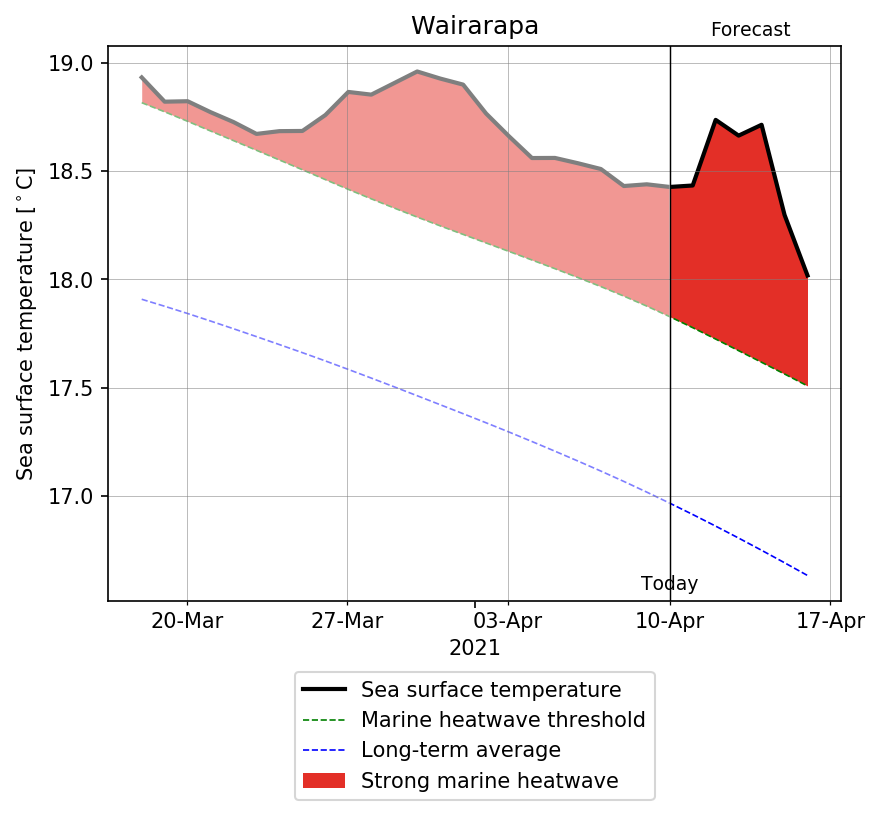 Wairarapa
Forecast
Sea surface temperature [°C]
19.0
18.5
18.0
17.5
17.0
Today
20-Mar 27-Mar 03-Apr 10-Apr 17-Apr
2021
Sea surface temperature
Marine heatwave threshold
Long-term average
Strong marine heatwave